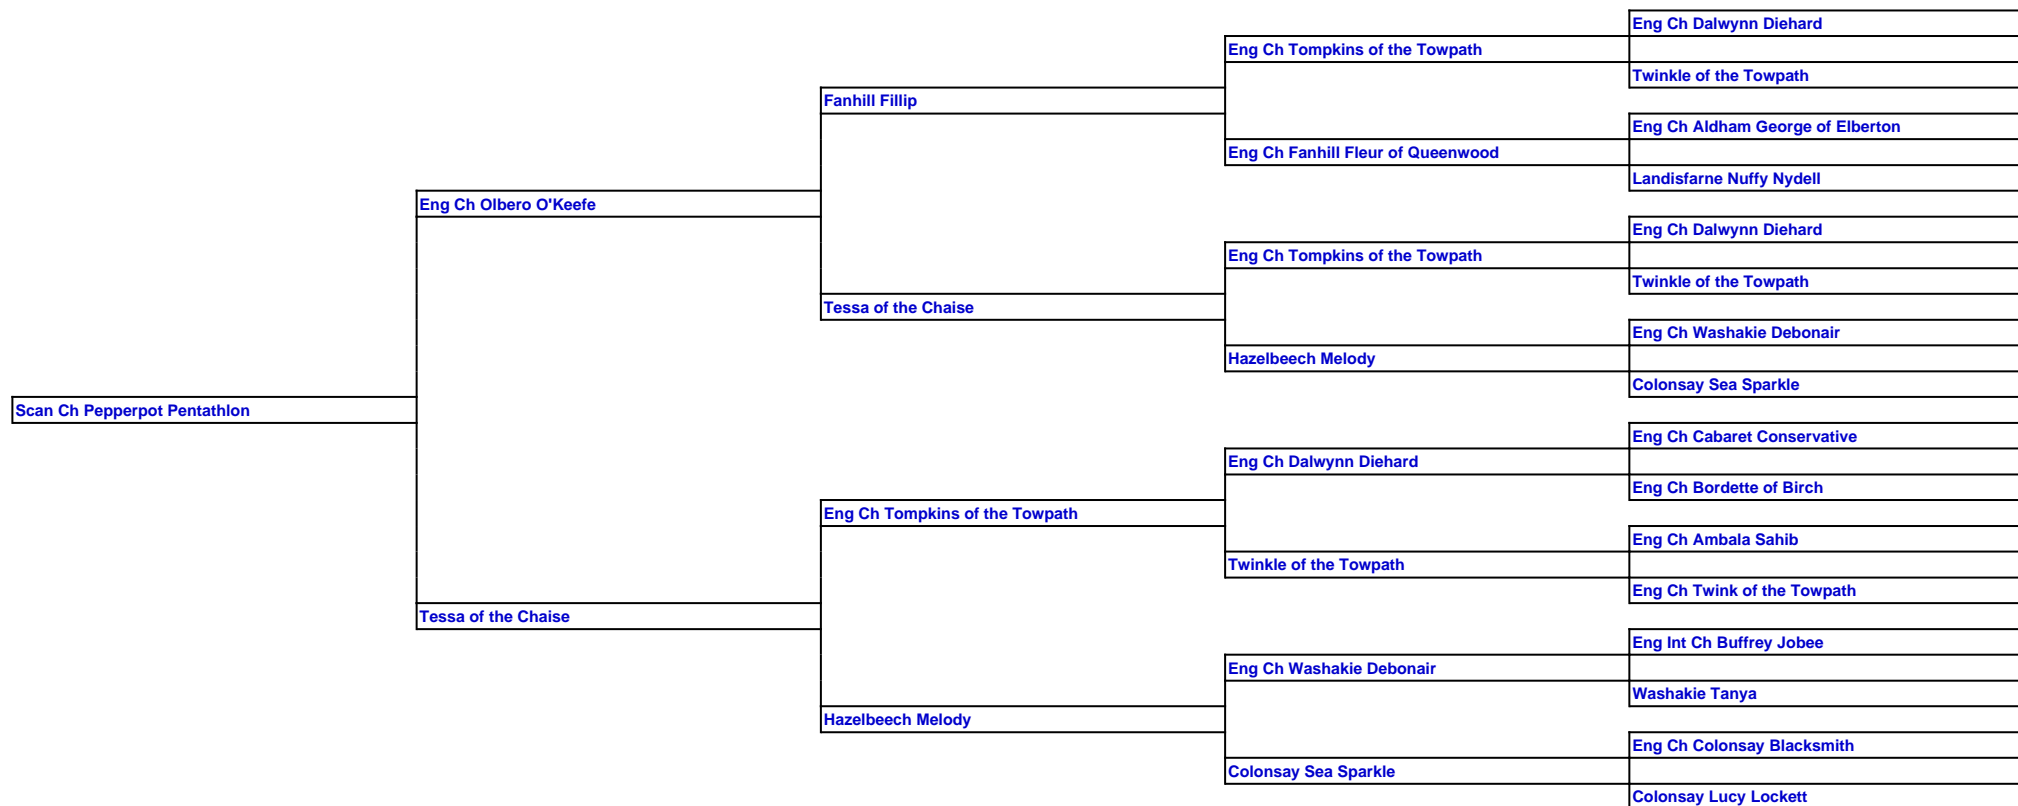 Eng Ch Dalwynn Diehard
Eng Ch Tompkins of the Towpath
Twinkle of the Towpath
Fanhill Fillip
Eng Ch Aldham George of Elberton
Eng Ch Fanhill Fleur of Queenwood
Landisfarne Nuffy Nydell
Eng Ch Olbero O'Keefe
Eng Ch Dalwynn Diehard
Eng Ch Tompkins of the Towpath
Twinkle of the Towpath
Tessa of the Chaise
Eng Ch Washakie Debonair
Hazelbeech Melody
Colonsay Sea Sparkle
Scan Ch Pepperpot Pentathlon
Eng Ch Cabaret Conservative
Eng Ch Dalwynn Diehard
Eng Ch Bordette of Birch
Eng Ch Tompkins of the Towpath
Eng Ch Ambala Sahib
Twinkle of the Towpath
Eng Ch Twink of the Towpath
Tessa of the Chaise
Eng Int Ch Buffrey Jobee
Eng Ch Washakie Debonair
Washakie Tanya
Hazelbeech Melody
Eng Ch Colonsay Blacksmith
Colonsay Sea Sparkle
Colonsay Lucy Lockett